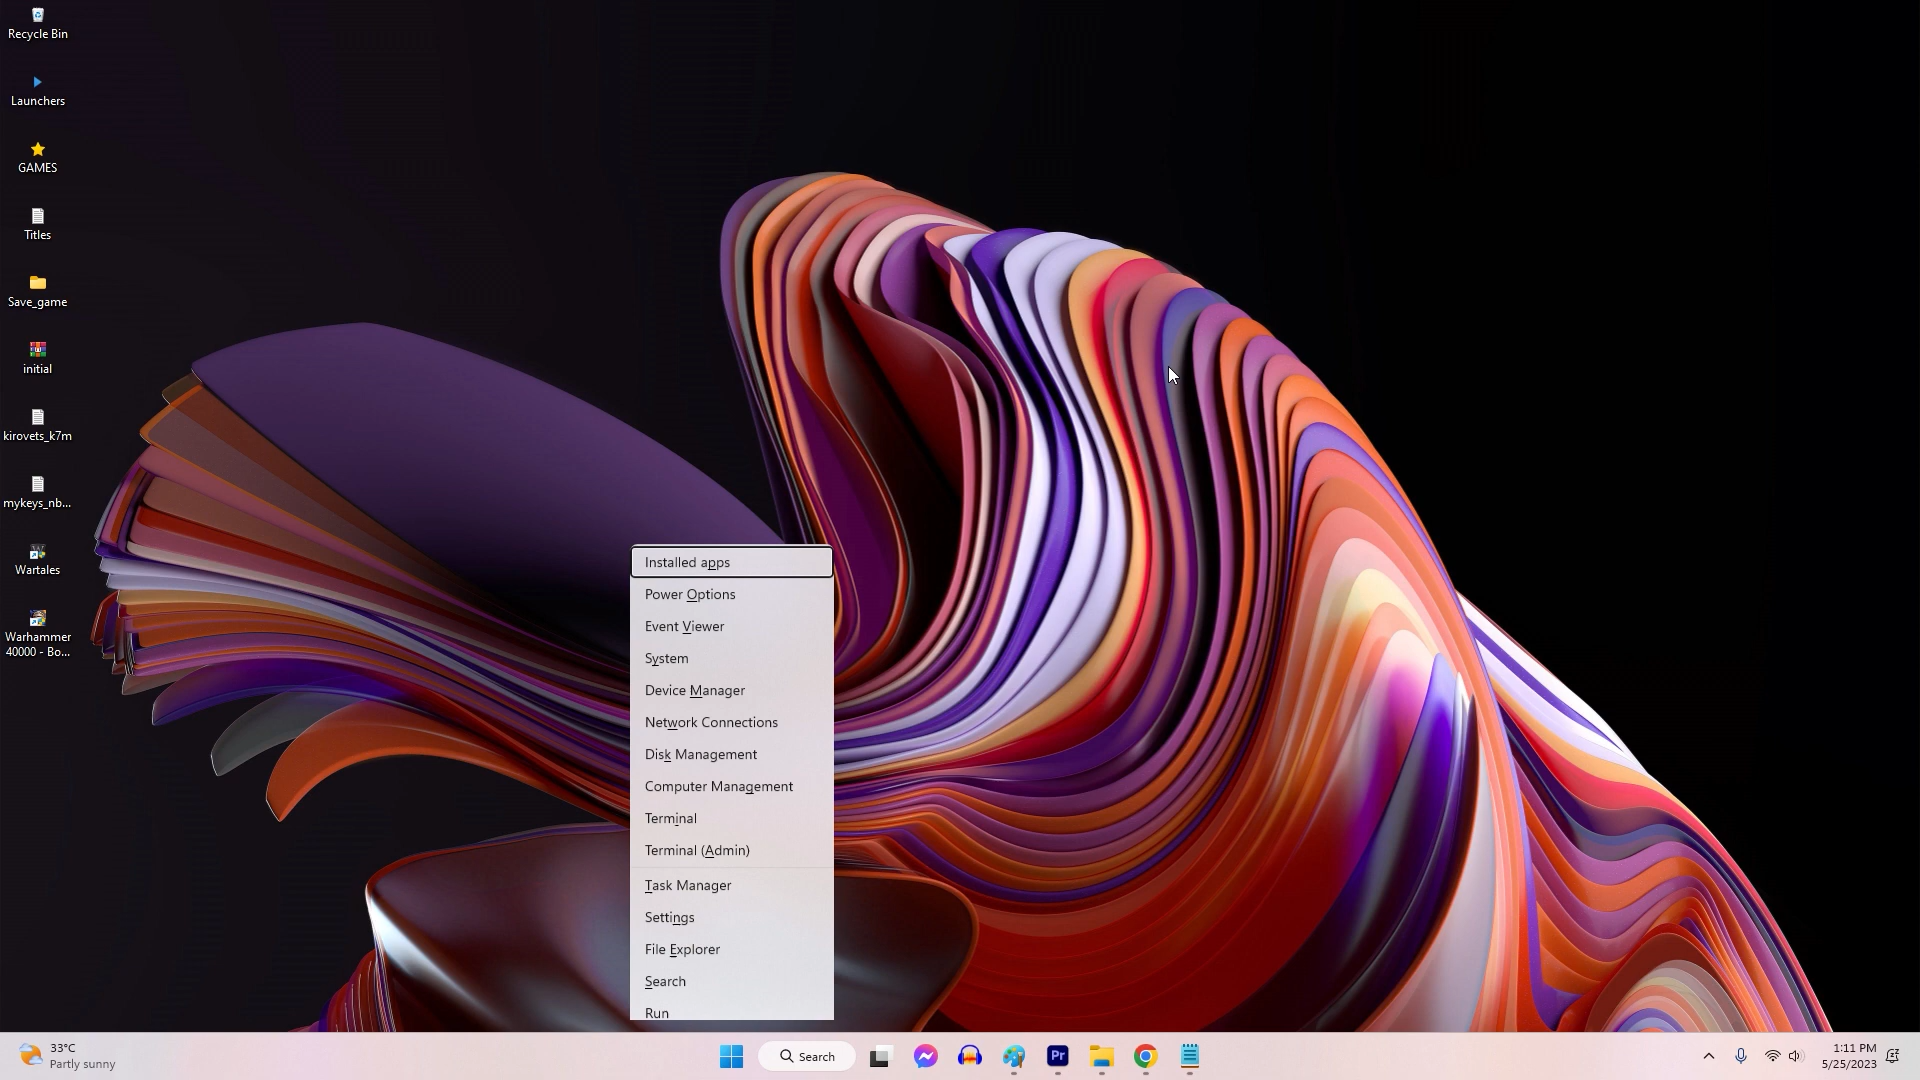 Recycle Bin
Launchers
GAMES
Titles
Save_game
initial
kirovets_k7m
mykeys_nb...
Wartales
Warhammer
40000 - Bo...
Installed apps
Power Options
Event Viewer
System
Device Manager
Network Connections
Disk Management
Computer Management
Terminal
Terminal (Admin)
Task Manager
Settings
File Explorer
Search
Run
33°C
Partly sunny
Search
Pr
1:11 PM
5/25/2023